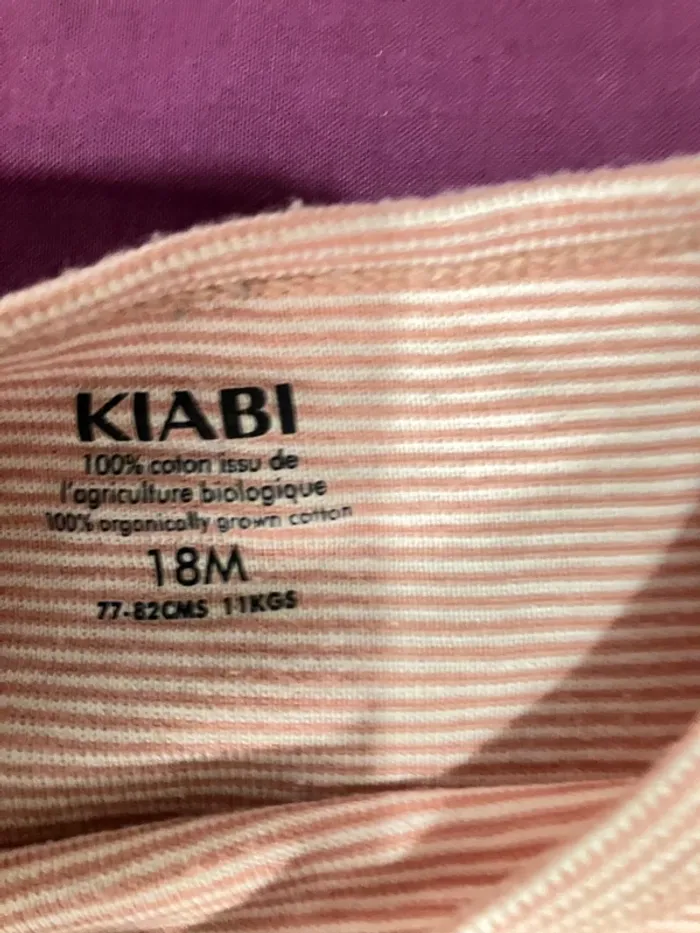 KIABI
100% coton issu de
l'agriculture biologique
100% organically grown cotton
18M
77-82CMS 11KGS